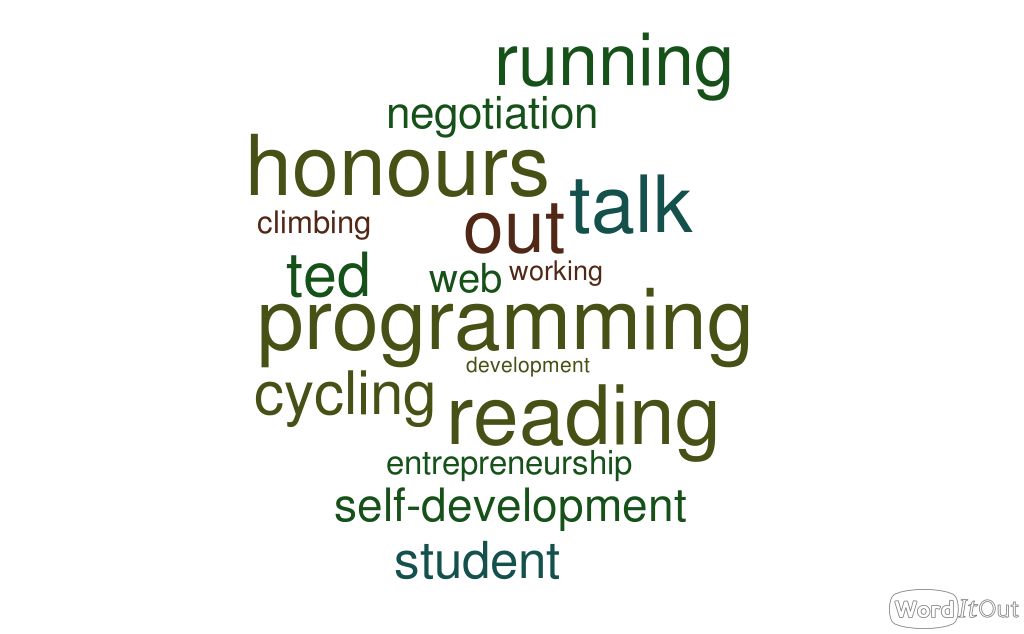 running
negotiation
honours
talk
climbing
out
ted
web
working
programming
development
cycling
reading
entrepreneurship
self-development
student
WordItOut